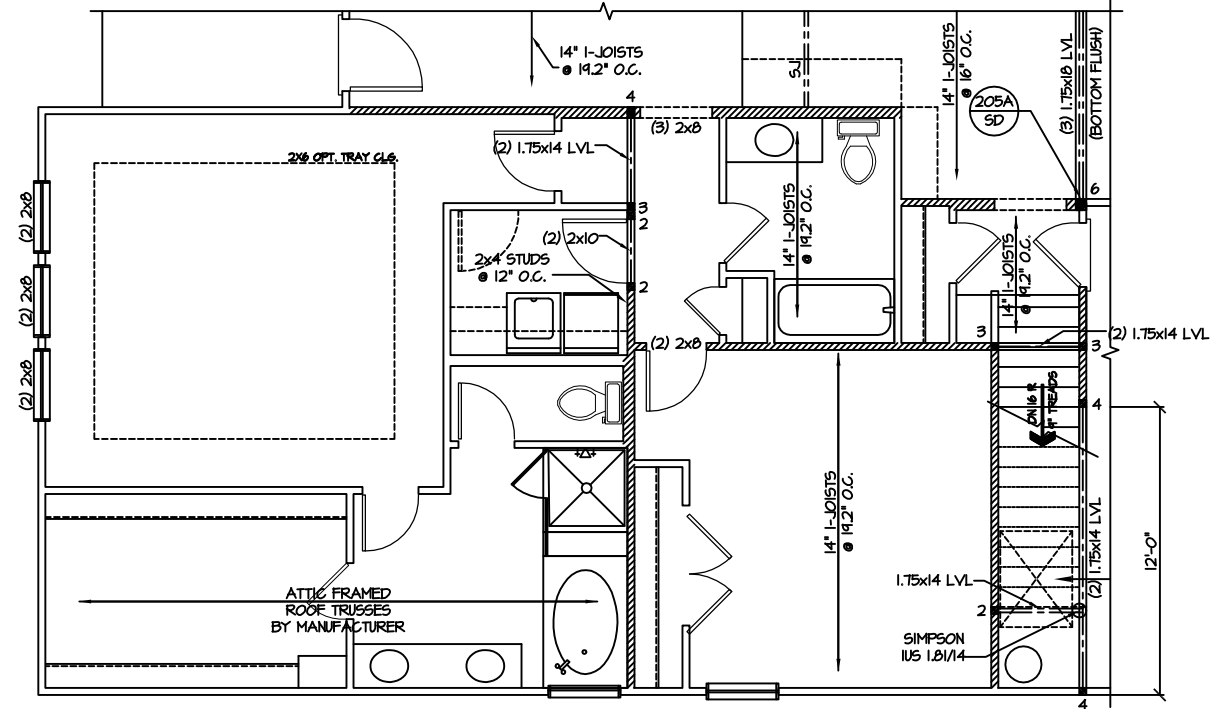 14" I-JOISTS
@ 19.2" O.C.
SJ
14" I-JOISTS
@ 16" O.C.
(3) 1.75x18 LVL
(BOTTOM FLUSH)
205A
SD
4
(3) 2x8
2X6 OPT. TRAY CLG.
(2) 1.75x14 LVL
14" I-JOISTS
@ 19.2" O.C.
6
(2) 2x8
3
2
(2) 2x10
2x4 STUDS
@ 12" O.C.
14" I-JOISTS
@ 19.2" O.C.
(2) 2x8
2
3
(2) 1.75x14 LVL
(2) 2x8
3
(2) 2x8
DN 16 R
9" TREADS
4
14" I-JOISTS
@ 19.2" O.C.
(2) 1.75x14 LVL
12'-0"
1.75x14 LVL
ATTIC FRAMED
ROOF TRUSSES
BY MANUFACTURER
2
SIMPSON
IUS 1.81/14
4